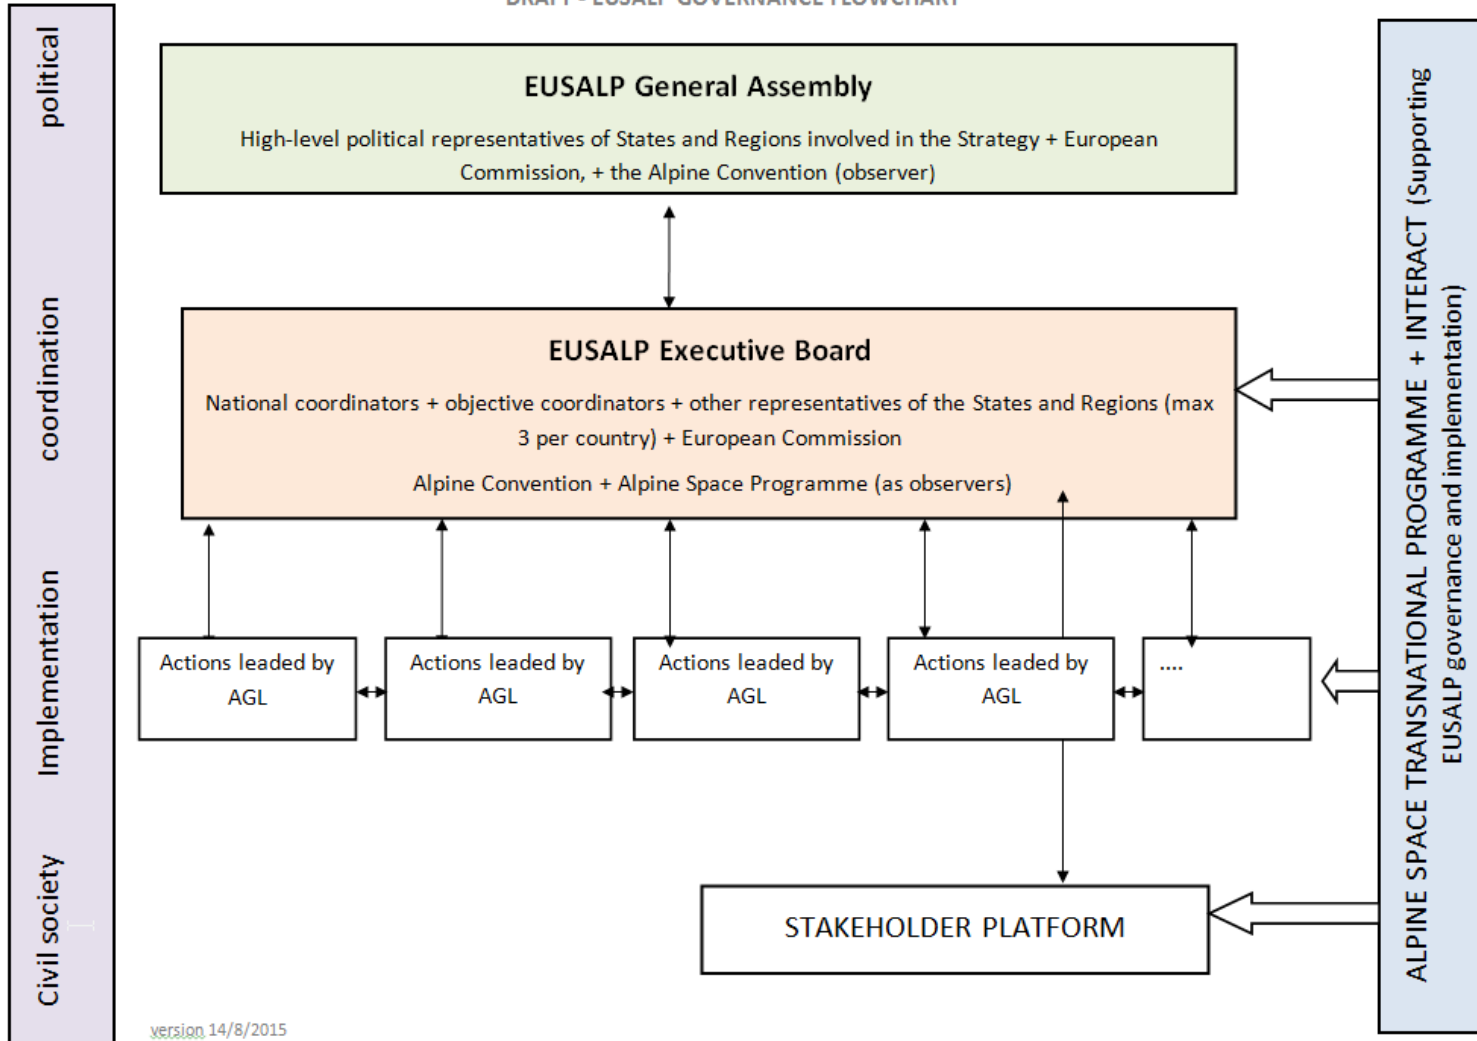 DRAFT - EUSALP GOVERNANCE FLOWCHART
political
EUSALP General Assembly
High-level political representatives of States and Regions involved in the Strategy + European
Commission, + the Alpine Convention (observer)
coordination
EUSALP Executive Board
National coordinators + objective coordinators + other representatives of the States and Regions (max
3 per country) + European Commission
Alpine Convention + Alpine Space Programme (as observers)
Implementation
Actions leaded by
AGL
Actions leaded by
AGL
Actions leaded by
AGL
Actions leaded by
AGL
....
Civil society
STAKEHOLDER PLATFORM
ALPINE SPACE TRANSNATIONAL PROGRAMME + INTERACT (Supporting
EUSALP governance and implementation)
version 14/8/2015